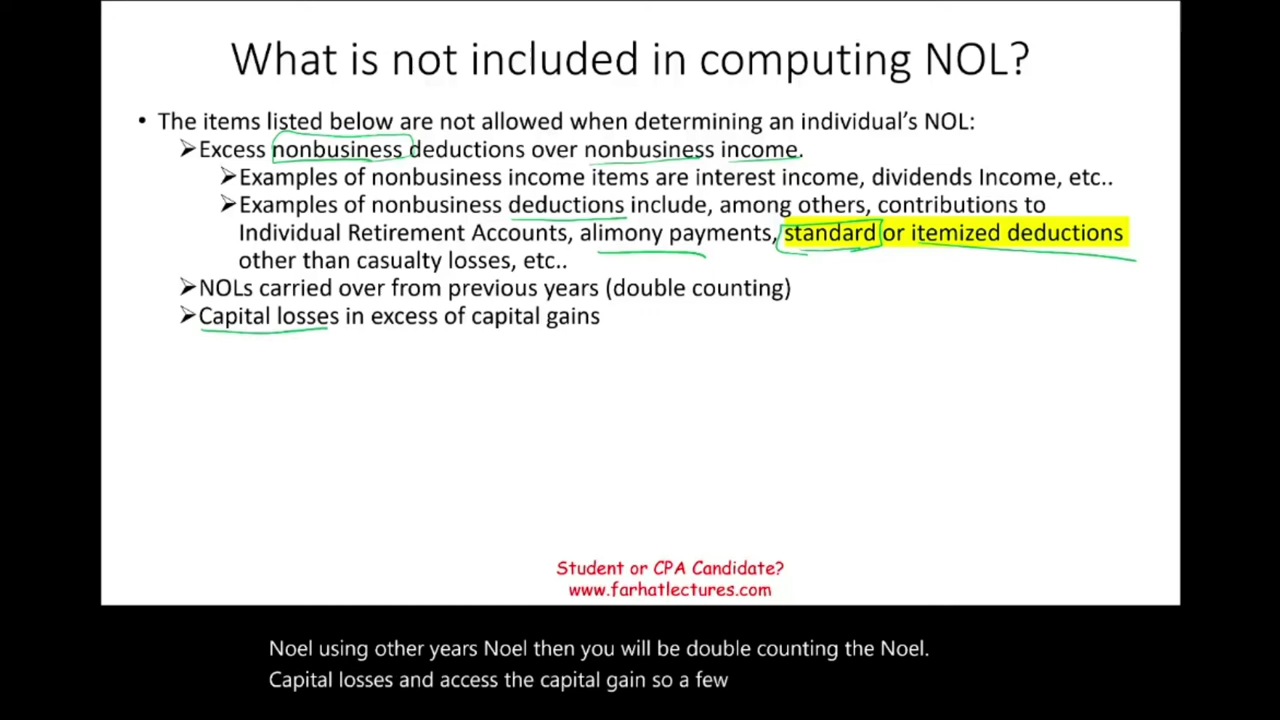 What is not included in computing NOL?
• The items listed below are not allowed when determining an individual's NOL:
➢Excess nonbusiness deductions over nonbusiness income.
➢Examples of nonbusiness income items are interest income, dividends Income, etc..
➢Examples of nonbusiness deductions include, among others, contributions to
Individual Retirement Accounts, alimony payments, standard or itemized deductions
other than casualty losses, etc..
➢NOLs carried over from previous years (double counting)
➢Capital losses in excess of capital gains
Student or CPA Candidate?
www.farhatlectures.com
Noel using other years Noel then you will be double counting the Noel.
Capital losses and access the capital gain so a few